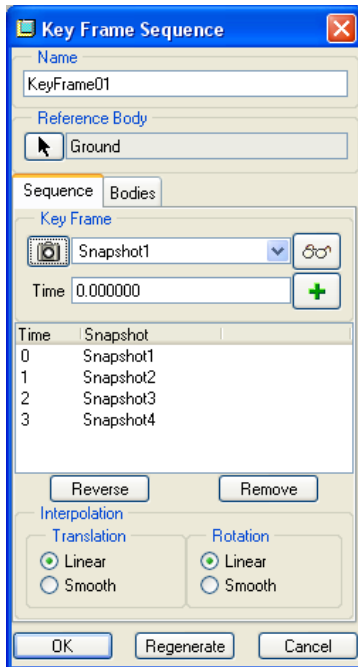 Key Frame Sequence
Name
KeyFrame01
Reference Body
Ground
Sequence Bodies
Key Frame
Snapshot1
Time 0.000000
Time Snapshot
0 Snapshot1
1 Snapshot2
2 Snapshot3
3 Snapshot4
Reverse Remove
Interpolation
Translation Rotation
Linear Linear
Smooth Smooth
OK Regenerate Cancel